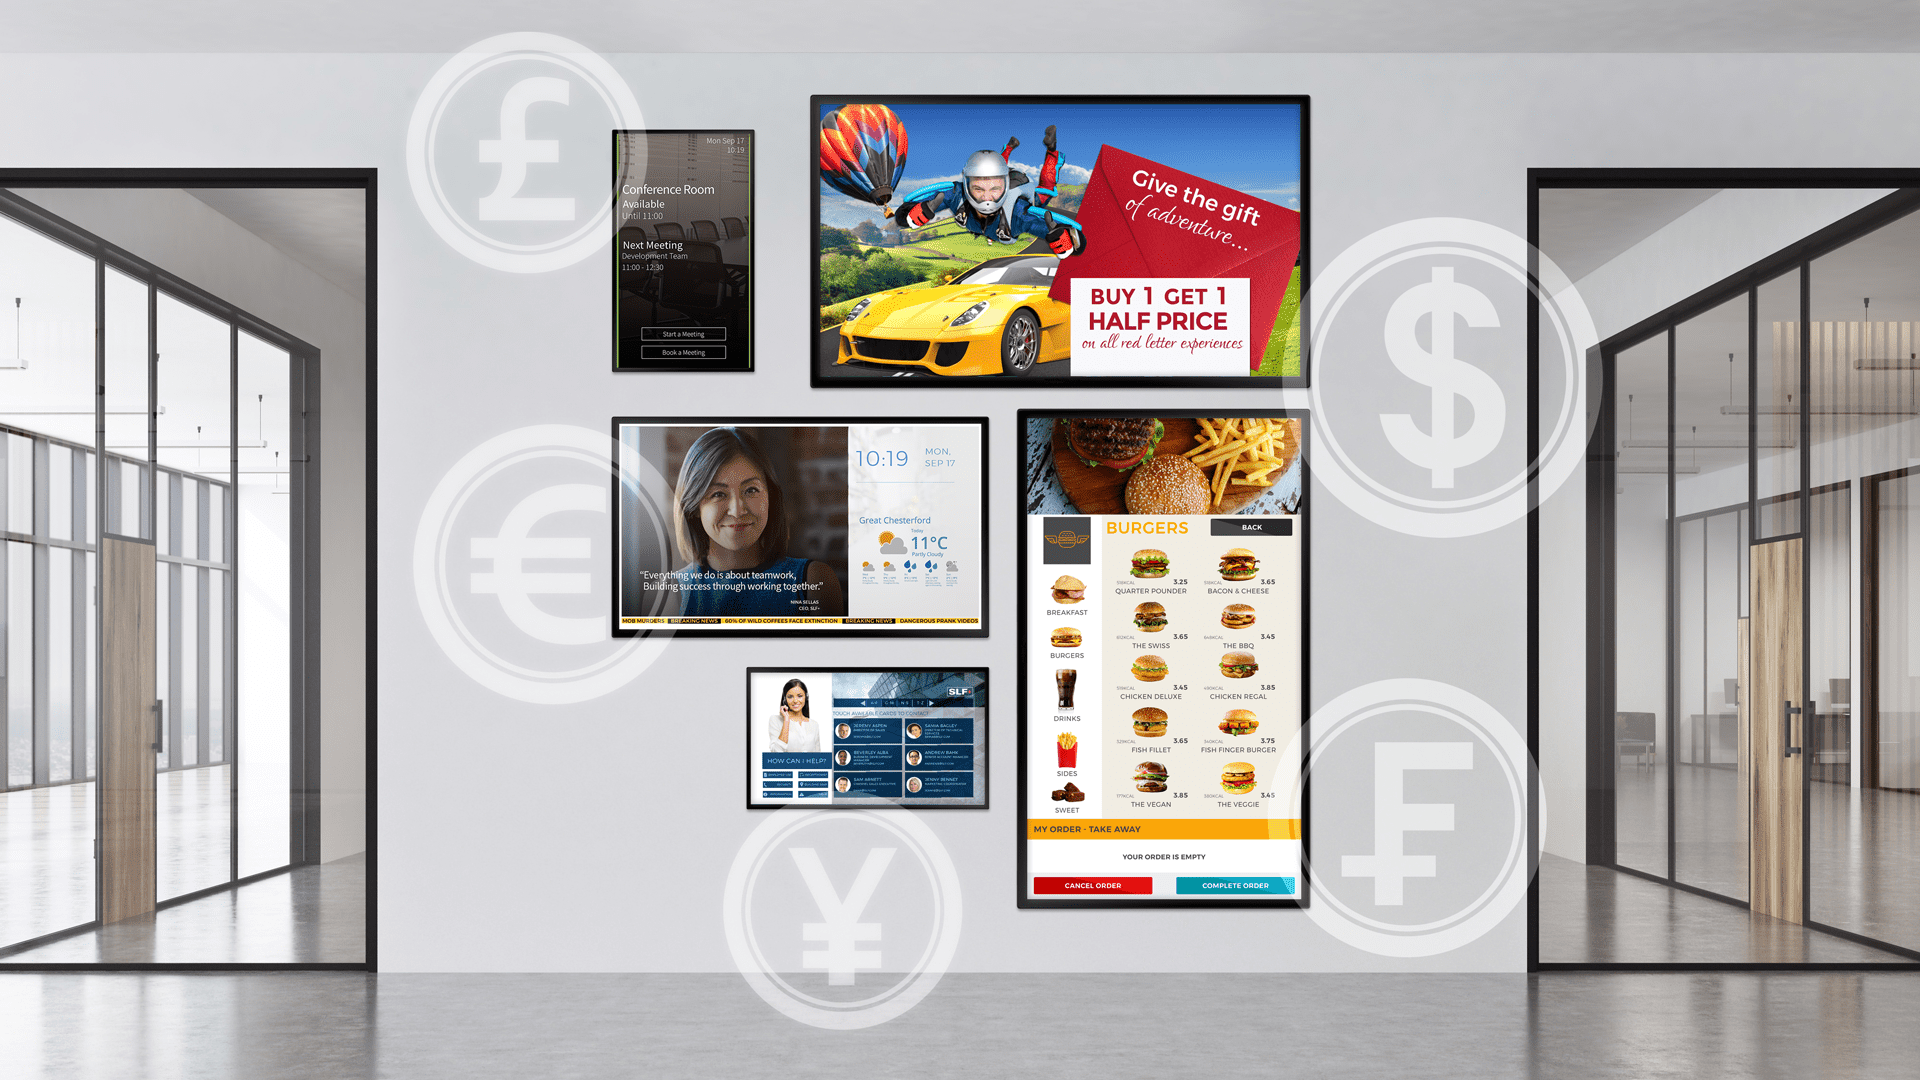 £
Mon Sep 17
10:19
Conference Room
Available
Until 11:00
Next Meeting
Development Team
11:00 - 12:30
Start a Meeting
Book a Meeting
Give the gift
of adventure...
BUY 1 GET 1
HALF PRICE
on all red letter experiences
$
€
10:19
MON,
SEP 17
Great Chesterford
Today
11°C
Partly Cloudy
“Everything we do is about teamwork,
Building success through working together.”
NINA SELLAS
CEO, SLF+
MOB MURDERS BREAKING NEWS 60% OF WILD COFFEES FACE EXTINCTION BREAKING NEWS DANGEROUS PRANK VIDEOS
BURGERS
BACK
BREAKFAST
BURGERS
DRINKS
SIDES
SWEET
3.25
QUARTER POUNDER
3.65
BACON & CHEESE
3.65
THE SWISS
3.45
THE BBQ
3.45
CHICKEN DELUXE
3.85
CHICKEN REGAL
3.65
FISH FILLET
3.75
FISH FINGER BURGER
3.85
THE VEGAN
3.45
THE VEGGIE
MY ORDER - TAKE AWAY
YOUR ORDER IS EMPTY
CANCEL ORDER
COMPLETE ORDER
SLF
TOUCH AVAILABLE CARDS TO CONTACT
HOW CAN I HELP?
JEREMY ASPEN
DIRECTOR OF SALES
BEVERLEY ALBA
ANDREW BAHN
SAM ARNETT
JENNY BENNEY
¥
₣